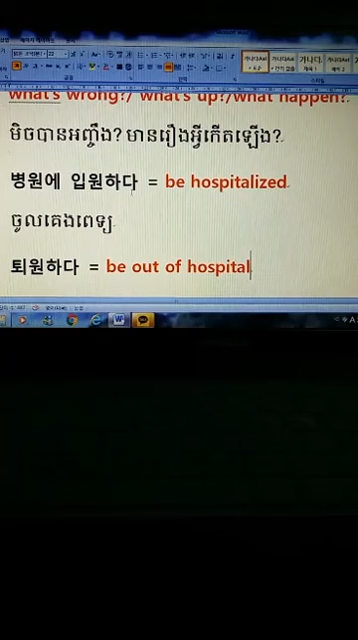 what's wrong?/ what's up?/what happen?.
មិចបានអញ្ចឹង? មានរឿងអ្វីកើតឡើង?.
병원에 입원하다 = be hospitalized.
ចូលគេងពេទ្យ
퇴원하다 = be out of hospital